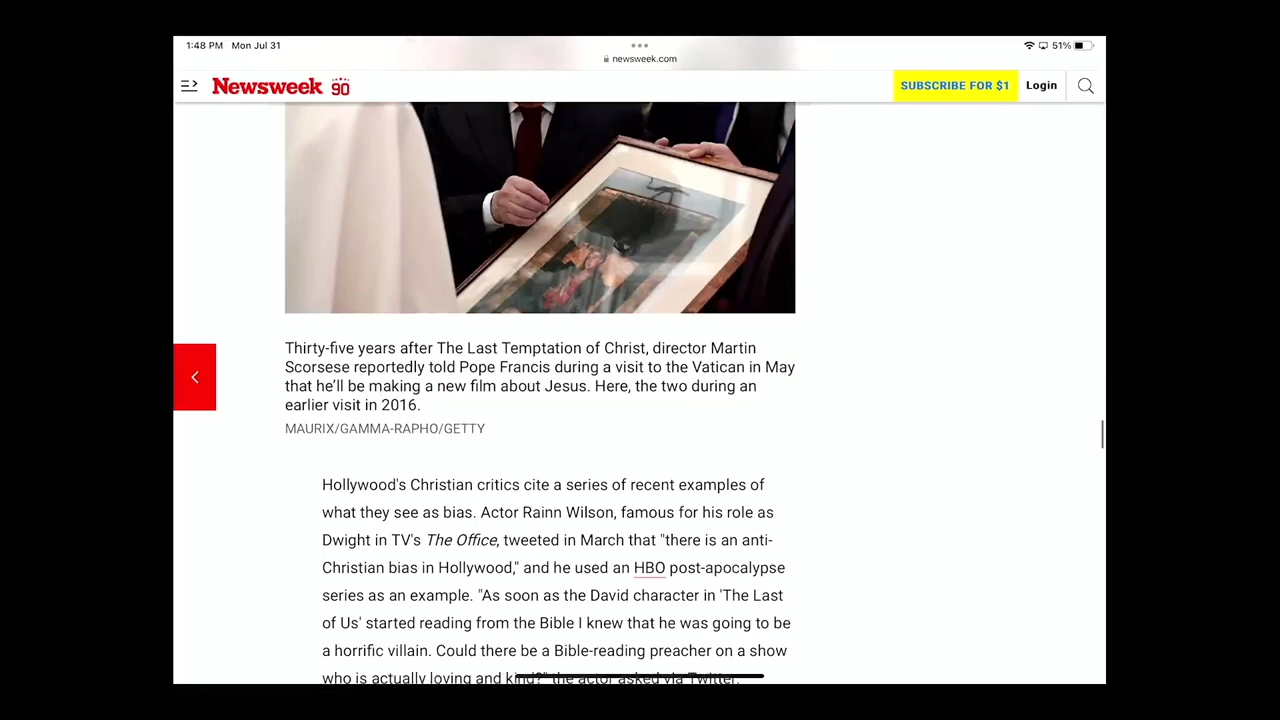 1:48 PM Mon Jul 31
51%
newsweek.com
Newsweek 90
SUBSCRIBE FOR $1
Login
Thirty-five years after The Last Temptation of Christ, director Martin
Scorsese reportedly told Pope Francis during a visit to the Vatican in May
that he'll be making a new film about Jesus. Here, the two during an
earlier visit in 2016.
MAURIX/GAMMA-RAPHO/GETTY
Hollywood's Christian critics cite a series of recent examples of
what they see as bias. Actor Rainn Wilson, famous for his role as
Dwight in TV's The Office, tweeted in March that "there is an anti-
Christian bias in Hollywood," and he used an HBO post-apocalypse
series as an example. "As soon as the David character in 'The Last
of Us' started reading from the Bible I knew that he was going to be
a horrific villain. Could there be a Bible-reading preacher on a show
who is actually loving and kind?" the actor asked via Twitter.